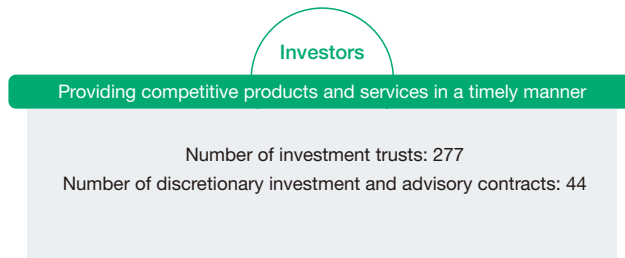 Investors
Providing competitive products and services in a timely manner
Number of investment trusts: 277
Number of discretionary investment and advisory contracts: 44